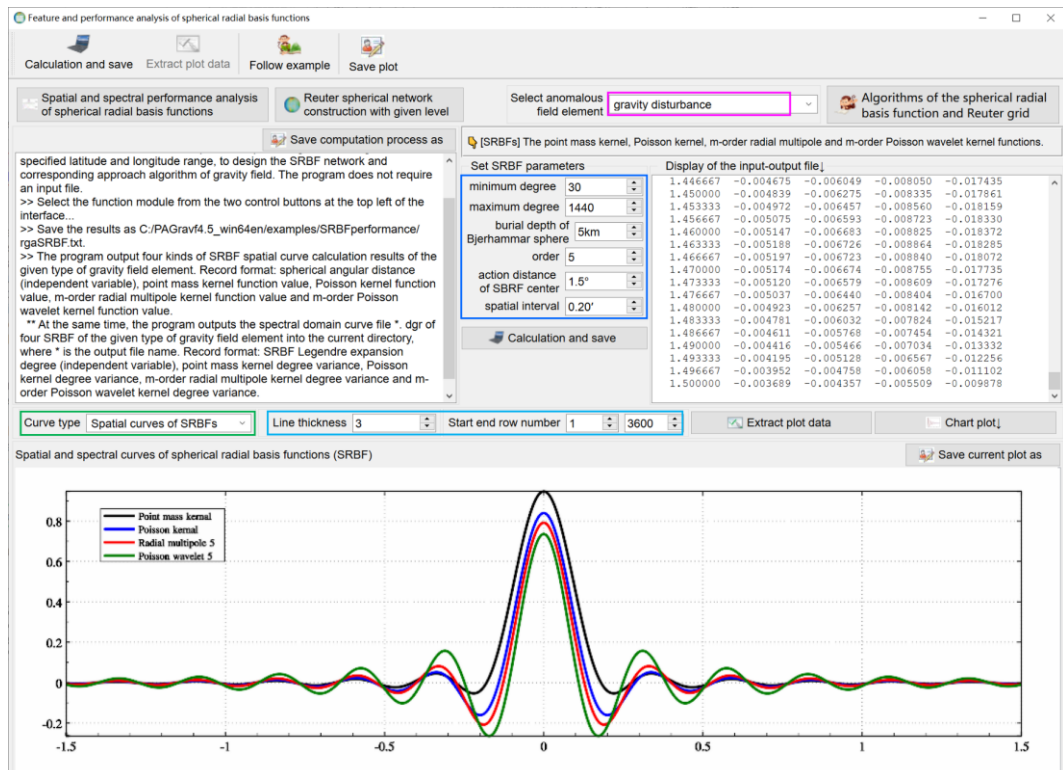 Feature and performance analysis of spherical radial basis functions
Calculation and save
Extract plot data
Follow example
Save plot
Spatial and spectral performance analysis
of spherical radial basis functions
Reuter spherical network
construction with given level
Select anomalous
field element
gravity disturbance
Algorithms of the spherical radial
basis function and Reuter grid
Save computation process as
[SRBFs] The point mass kernel, Poisson kernel, m-order radial multipole and m-order Poisson wavelet kernel functions.
specified latitude and longitude range, to design the SRBF network and
corresponding approach algorithm of gravity field. The program does not require
an input file.
>> Select the function module from the two control buttons at the top left of the
interface...
>> Save the results as C:/PAGravf4.5_win64en/examples/SRBFperformance/
rgaSRBF.txt.
>> The program output four kinds of SRBF spatial curve calculation results of the
given type of gravity field element. Record format: spherical angular distance
(independent variable), point mass kernel function value, Poisson kernel function
value, m-order radial multipole kernel function value and m-order Poisson
wavelet kernel function value.
** At the same time, the program outputs the spectral domain curve file *. dgr of
four SRBF of the given type of gravity field element into the current directory,
where * is the output file name. Record format: SRBF Legendre expansion
degree (independent variable), point mass kernel degree variance, Poisson
kernel degree variance, m-order radial multipole kernel degree variance and m-
order Poisson wavelet kernel degree variance.
Set SRBF parameters
minimum degree 30
maximum degree 1440
burial depth of
Bjerhammar sphere 5km
order 5
action distance
of SBRF center 1.5°
spatial interval 0.20′
Calculation and save
Display of the input-output file↓
1.446667 -0.004675 -0.006049 -0.008050 -0.017435
1.450000 -0.004839 -0.006275 -0.008335 -0.017861
1.453333 -0.004972 -0.006457 -0.008560 -0.018159
1.456667 -0.005075 -0.006593 -0.008723 -0.018330
1.460000 -0.005147 -0.006683 -0.008825 -0.018372
1.463333 -0.005188 -0.006726 -0.008864 -0.018285
1.466667 -0.005197 -0.006723 -0.008840 -0.018072
1.470000 -0.005174 -0.006674 -0.008755 -0.017735
1.473333 -0.005120 -0.006579 -0.008609 -0.017276
1.476667 -0.005037 -0.006440 -0.008404 -0.016700
1.480000 -0.004923 -0.006257 -0.008142 -0.016012
1.483333 -0.004781 -0.006032 -0.007824 -0.015217
1.486667 -0.004611 -0.005768 -0.007454 -0.014321
1.490000 -0.004416 -0.005466 -0.007034 -0.013332
1.493333 -0.004195 -0.005128 -0.006567 -0.012256
1.496667 -0.003952 -0.004758 -0.006058 -0.011102
1.500000 -0.003689 -0.004357 -0.005509 -0.009878
Curve type Spatial curves of SRBFs
Line thickness 3
Start end row number 1 3600
Extract plot data
Chart plot↓
Spatial and spectral curves of spherical radial basis functions (SRBF)
Save current plot as
Point mass kernal
Poisson kernal
Radial multipole 5
Poisson wavelet 5
0.8
0.6
0.4
0.2
0
-0.2
-1.5 -1 -0.5 0 0.5 1 1.5